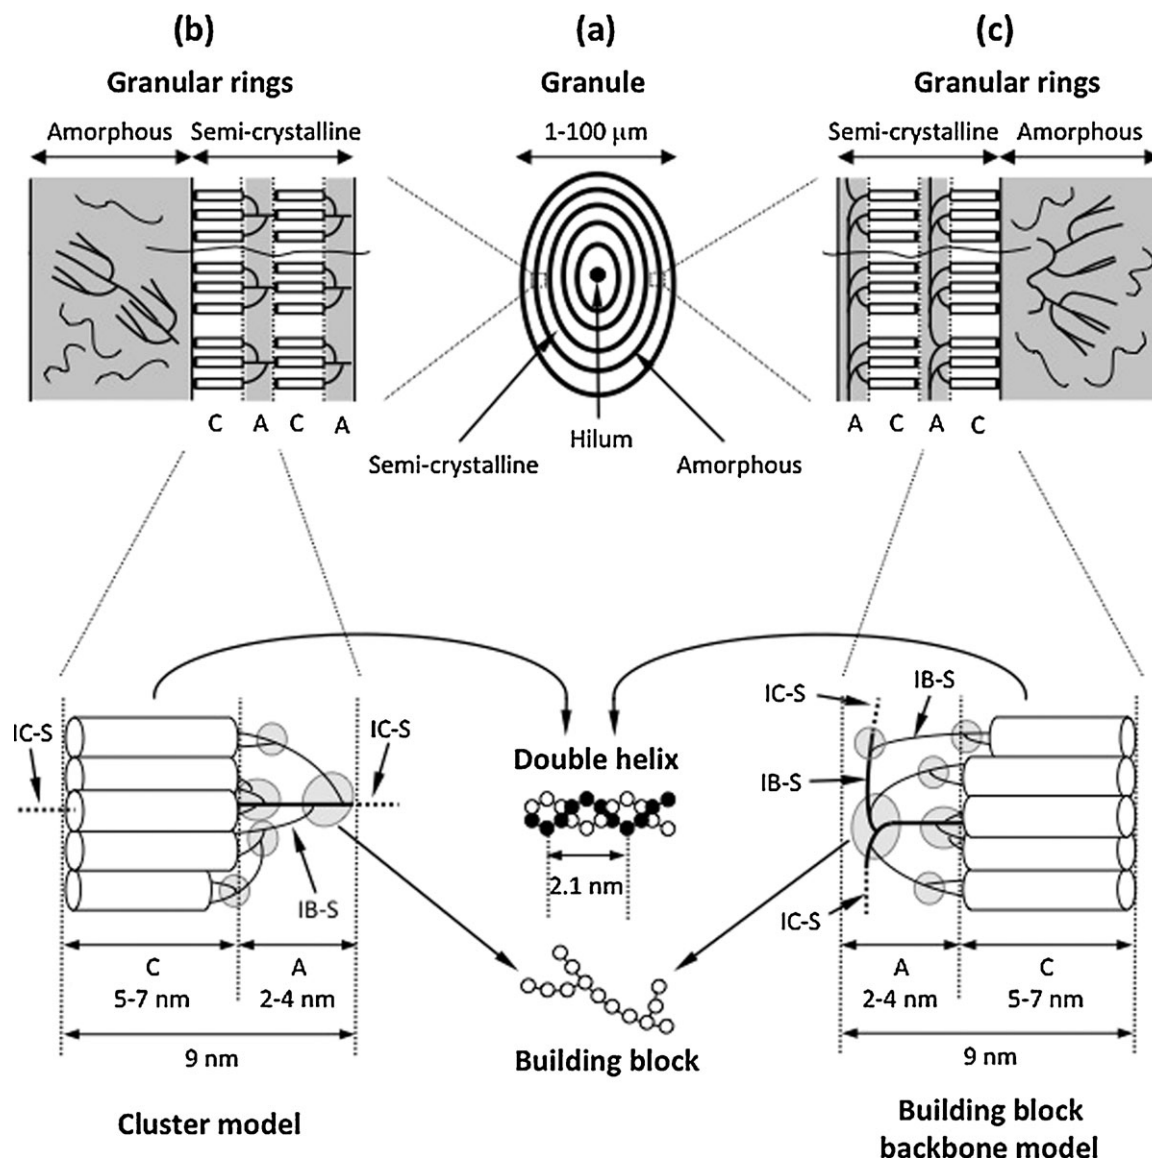 (b)
(a)
(c)
Granular rings
Granule
Granular rings
Amorphous
Semi-crystalline
1-100 µm
Semi-crystalline
Amorphous
C
A
C
A
Hilum
A
C
A
C
Semi-crystalline
Amorphous
IC-S
IC-S
IB-S
Double helix
2.1 nm
IC-S
IB-S
IB-S
IC-S
C
A
5-7 nm
2-4 nm
9 nm
Building block
A
C
2-4 nm
5-7 nm
9 nm
Cluster model
Building block
backbone model